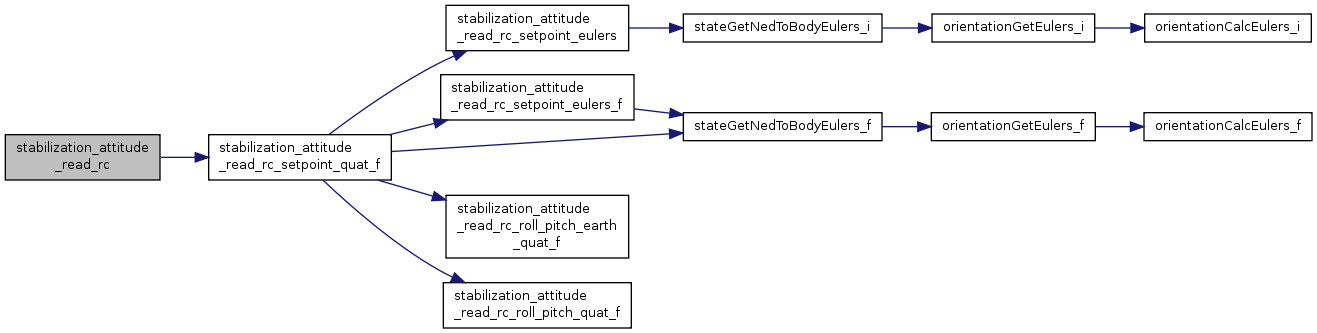 stabilization_attitude
_read_rc
stabilization_attitude
_read_rc_setpoint_quat_f
stabilization_attitude
_read_rc_setpoint_eulers
stateGetNedToBodyEulers_i
orientationGetEulers_i
orientationCalcEulers_i
stabilization_attitude
_read_rc_setpoint_eulers_f
stateGetNedToBodyEulers_f
orientationGetEulers_f
orientationCalcEulers_f
stabilization_attitude
_read_rc_roll_pitch_earth
_quat_f
stabilization_attitude
_read_rc_roll_pitch_quat_f